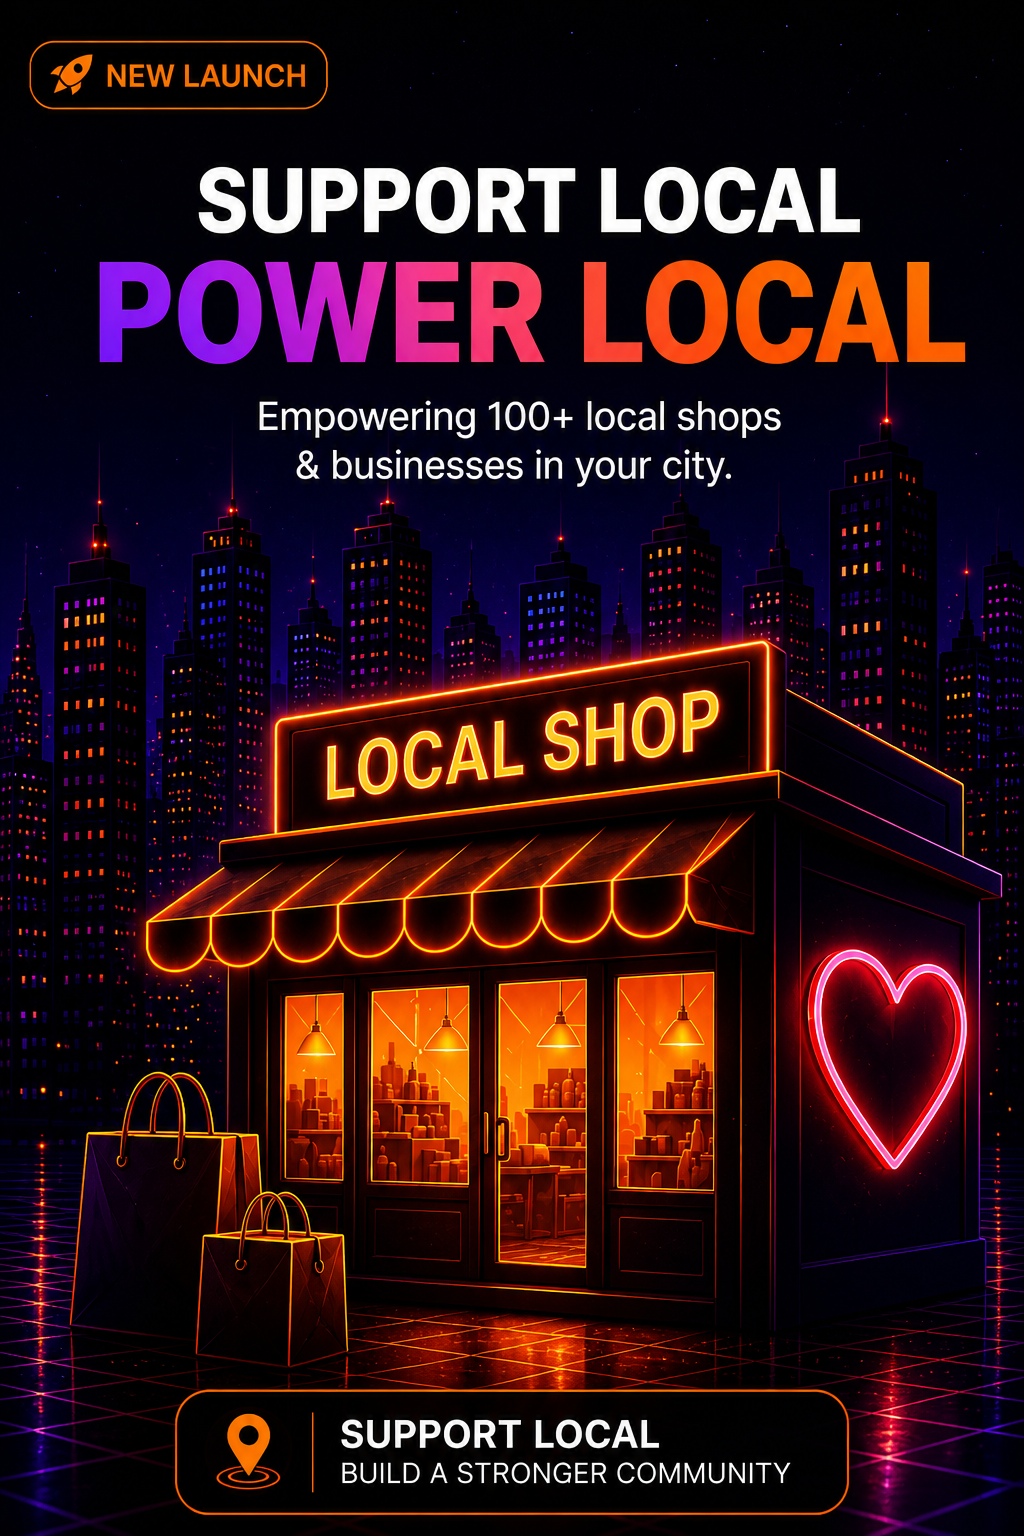 NEW LAUNCH
SUPPORT LOCAL
POWER LOCAL
Empowering 100+ local shops
& businesses in your city.
LOCAL SHOP
SUPPORT LOCAL
BUILD A STRONGER COMMUNITY